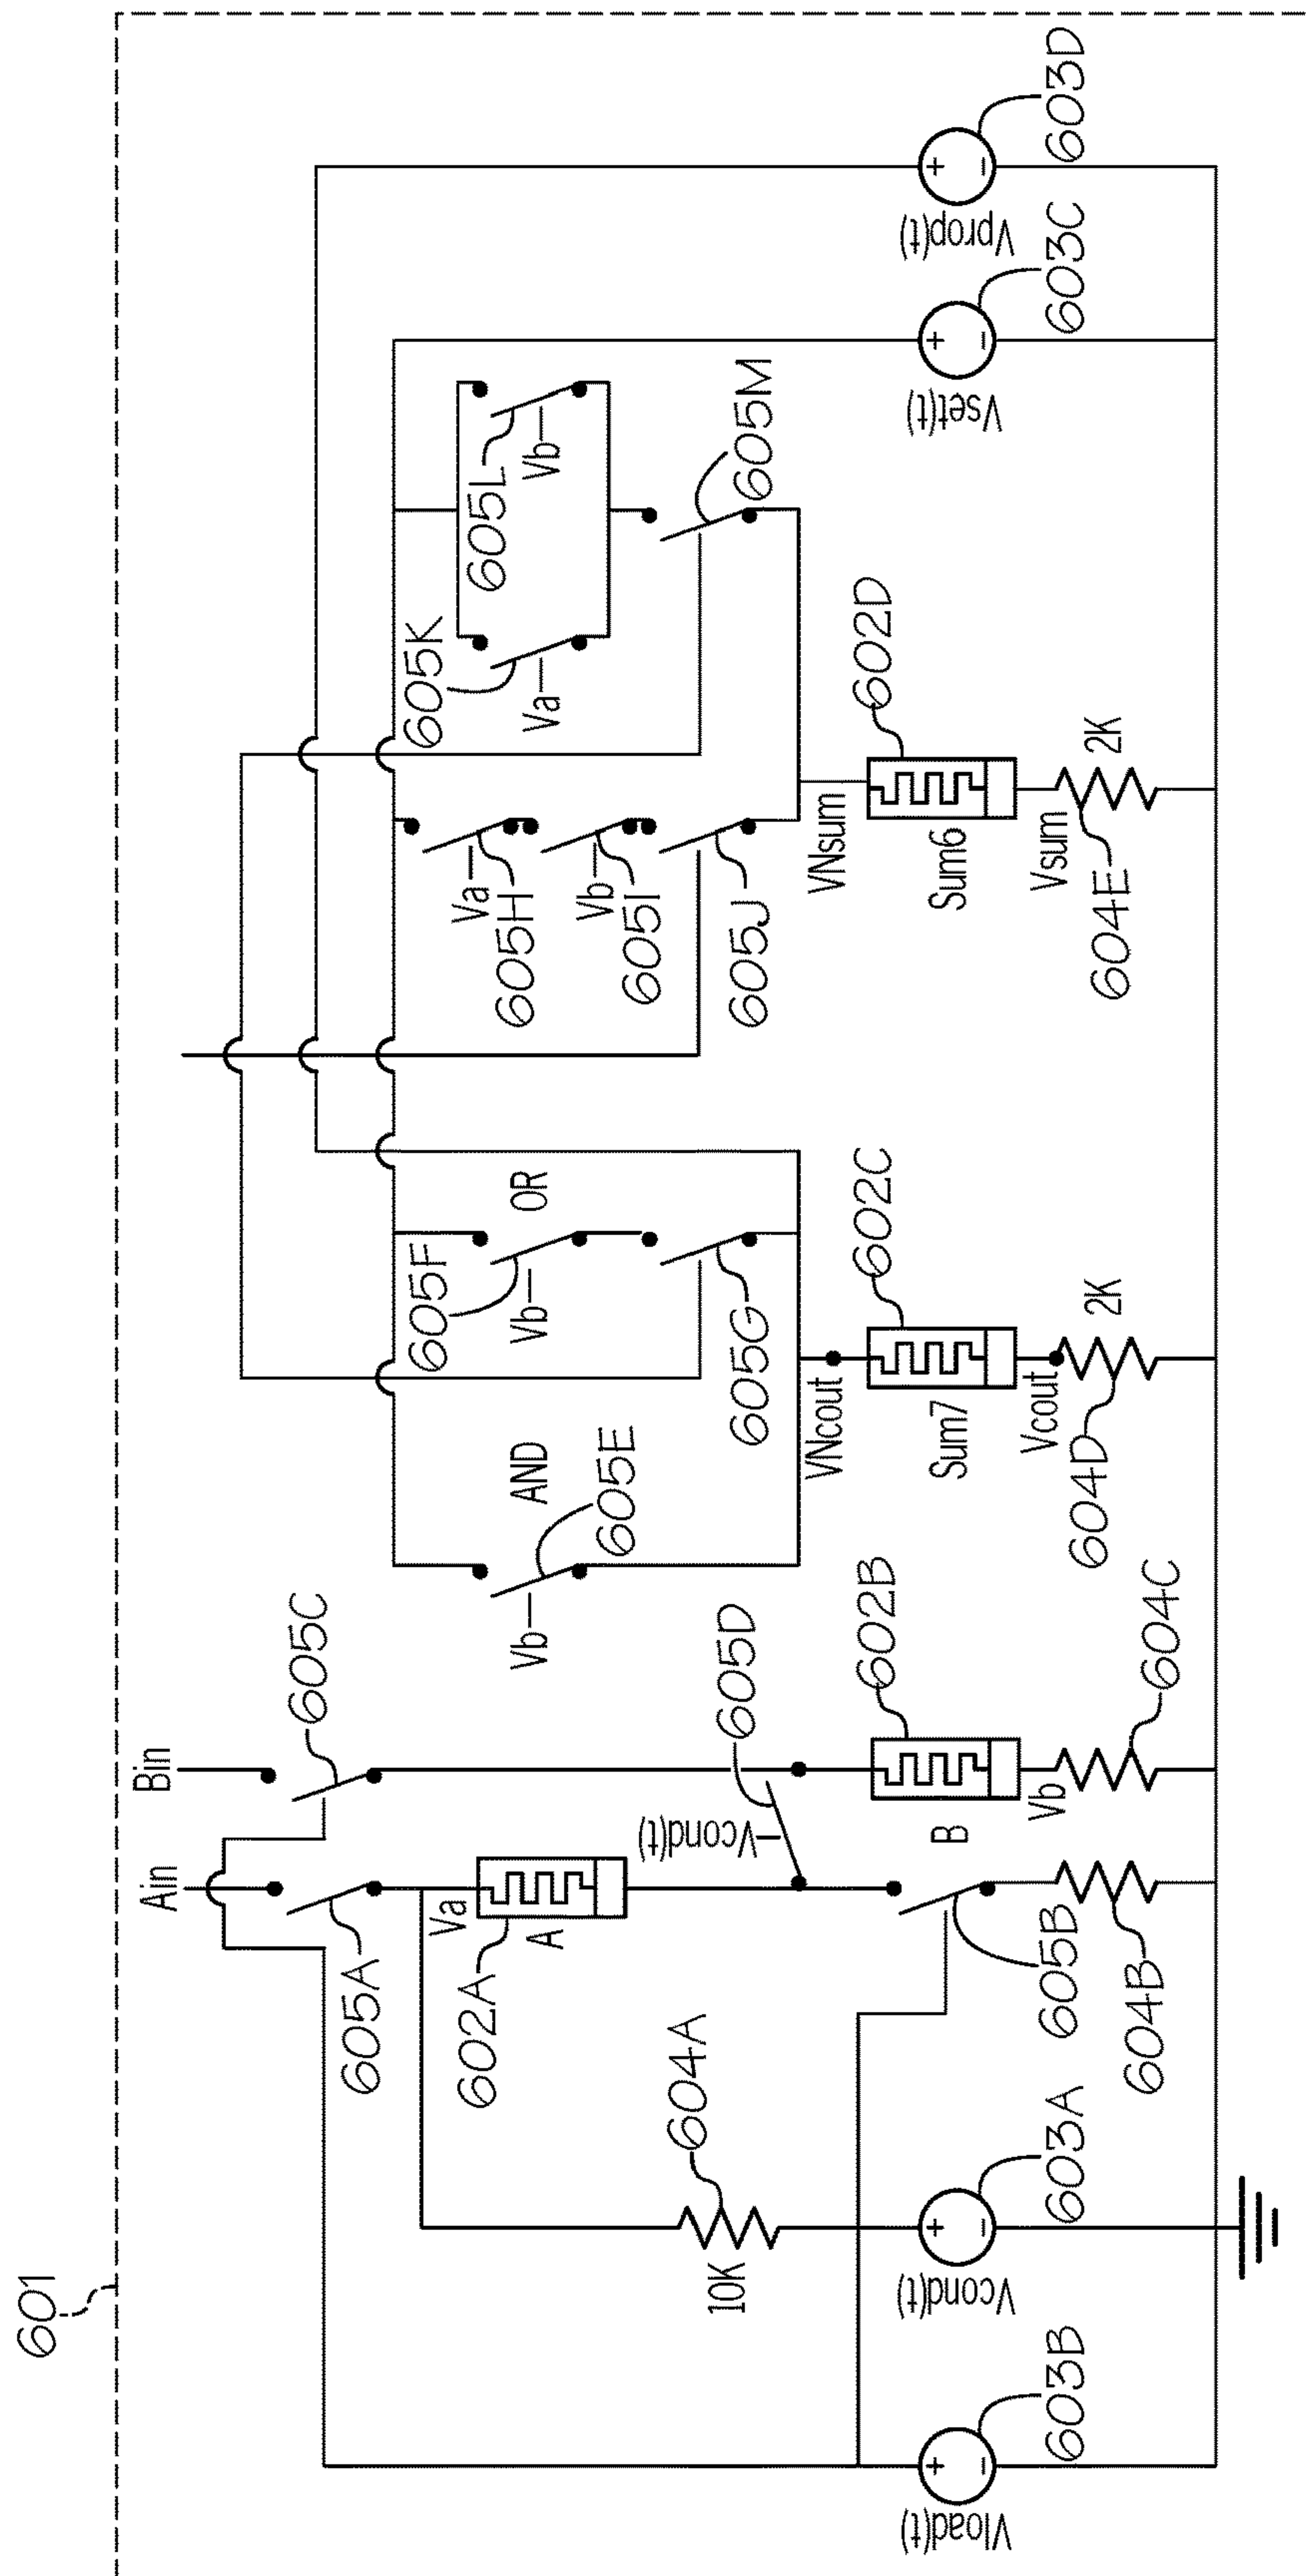 601
Ain
Bin
605A
605C
Va
602A
A
604A
10K
Vcond(t)
605D
605B
604B
B
602B
Vb
604C
Vload(t)
603B
Vcond(t)
603A
Vb
AND
605E
605F
Vb
OR
605G
VNcout
602C
Sum7
Vcout
604D
2K
Va
605H
Vb
605I
605J
605K
Va
605L
Vb
605M
VNsum
602D
Sum6
Vsum
604E
2K
Vset(t)
603C
Vprop(t)
603D